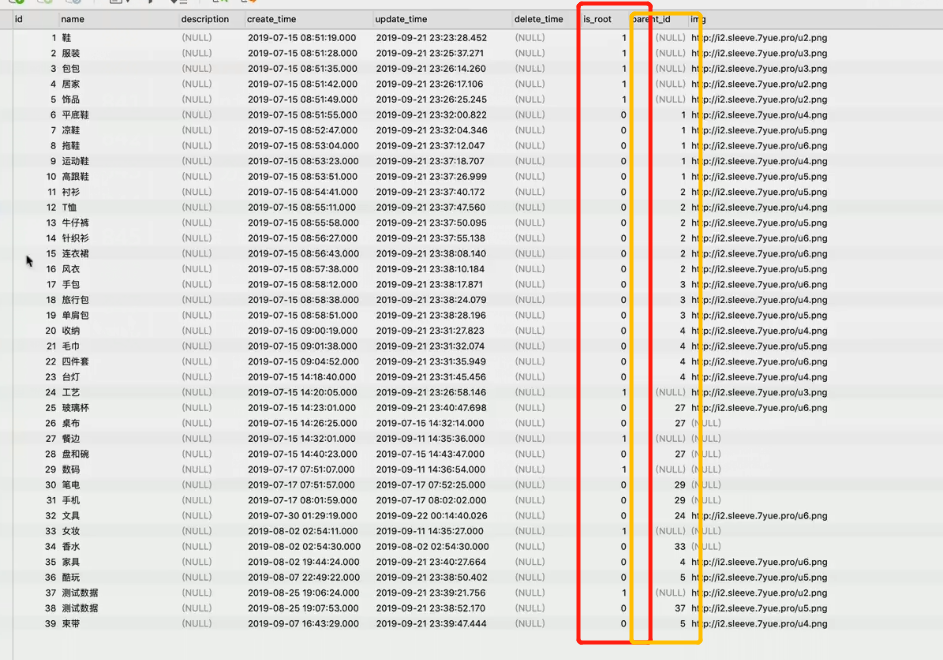 id name description create_time update_time delete_time is_root parent_id img
1 鞋 (NULL) 2019-07-15 08:51:19.000 2019-09-21 23:23:28.452 (NULL) 1 (NULL) http://i2.sleeve.7yue.pro/u2.png
2 服装 (NULL) 2019-07-15 08:51:28.000 2019-09-21 23:25:37.271 (NULL) 1 (NULL) http://i2.sleeve.7yue.pro/u3.png
3 包包 (NULL) 2019-07-15 08:51:35.000 2019-09-21 23:26:14.260 (NULL) 1 (NULL) http://i2.sleeve.7yue.pro/u3.png
4 居家 (NULL) 2019-07-15 08:51:42.000 2019-09-21 23:26:17.106 (NULL) 1 (NULL) http://i2.sleeve.7yue.pro/u2.png
5 饰品 (NULL) 2019-07-15 08:51:49.000 2019-09-21 23:26:25.245 (NULL) 1 (NULL) http://i2.sleeve.7yue.pro/u2.png
6 平底鞋 (NULL) 2019-07-15 08:51:55.000 2019-09-21 23:32:00.822 (NULL) 0 1 http://i2.sleeve.7yue.pro/u4.png
7 凉鞋 (NULL) 2019-07-15 08:52:47.000 2019-09-21 23:32:04.346 (NULL) 0 1 http://i2.sleeve.7yue.pro/u5.png
8 拖鞋 (NULL) 2019-07-15 08:53:04.000 2019-09-21 23:37:12.047 (NULL) 0 1 http://i2.sleeve.7yue.pro/u6.png
9 运动鞋 (NULL) 2019-07-15 08:53:23.000 2019-09-21 23:37:18.707 (NULL) 0 1 http://i2.sleeve.7yue.pro/u4.png
10 高跟鞋 (NULL) 2019-07-15 08:53:51.000 2019-09-21 23:37:26.999 (NULL) 0 1 http://i2.sleeve.7yue.pro/u5.png
11 衬衫 (NULL) 2019-07-15 08:54:41.000 2019-09-21 23:37:40.172 (NULL) 0 2 http://i2.sleeve.7yue.pro/u5.png
12 T恤 (NULL) 2019-07-15 08:55:11.000 2019-09-21 23:37:47.560 (NULL) 0 2 http://i2.sleeve.7yue.pro/u4.png
13 牛仔裤 (NULL) 2019-07-15 08:55:58.000 2019-09-21 23:37:50.095 (NULL) 0 2 http://i2.sleeve.7yue.pro/u5.png
14 针织衫 (NULL) 2019-07-15 08:56:27.000 2019-09-21 23:37:55.138 (NULL) 0 2 http://i2.sleeve.7yue.pro/u6.png
15 连衣裙 (NULL) 2019-07-15 08:56:43.000 2019-09-21 23:38:08.140 (NULL) 0 2 http://i2.sleeve.7yue.pro/u6.png
16 风衣 (NULL) 2019-07-15 08:57:38.000 2019-09-21 23:38:10.184 (NULL) 0 2 http://i2.sleeve.7yue.pro/u5.png
17 手包 (NULL) 2019-07-15 08:58:12.000 2019-09-21 23:38:17.871 (NULL) 0 3 http://i2.sleeve.7yue.pro/u6.png
18 旅行包 (NULL) 2019-07-15 08:58:38.000 2019-09-21 23:38:24.079 (NULL) 0 3 http://i2.sleeve.7yue.pro/u4.png
19 单肩包 (NULL) 2019-07-15 08:58:51.000 2019-09-21 23:38:28.196 (NULL) 0 3 http://i2.sleeve.7yue.pro/u5.png
20 收纳 (NULL) 2019-07-15 09:00:19.000 2019-09-21 23:31:27.823 (NULL) 0 4 http://i2.sleeve.7yue.pro/u4.png
21 毛巾 (NULL) 2019-07-15 09:01:38.000 2019-09-21 23:31:32.074 (NULL) 0 4 http://i2.sleeve.7yue.pro/u5.png
22 四件套 (NULL) 2019-07-15 09:04:52.000 2019-09-21 23:31:35.949 (NULL) 0 4 http://i2.sleeve.7yue.pro/u6.png
23 台灯 (NULL) 2019-07-15 14:18:40.000 2019-09-21 23:31:45.456 (NULL) 0 4 http://i2.sleeve.7yue.pro/u4.png
24 工艺 (NULL) 2019-07-15 14:20:05.000 2019-09-21 23:26:58.146 (NULL) 1 (NULL) http://i2.sleeve.7yue.pro/u3.png
25 玻璃杯 (NULL) 2019-07-15 14:23:01.000 2019-09-21 23:40:47.698 (NULL) 0 27 http://i2.sleeve.7yue.pro/u6.png
26 桌布 (NULL) 2019-07-15 14:26:25.000 2019-07-15 14:32:14.000 (NULL) 0 27 (NULL)
27 餐边 (NULL) 2019-07-15 14:32:01.000 2019-09-11 14:35:36.000 (NULL) 1 (NULL) (NULL)
28 盘和碗 (NULL) 2019-07-15 14:40:23.000 2019-07-15 14:43:47.000 (NULL) 0 27 (NULL)
29 数码 (NULL) 2019-07-17 07:51:07.000 2019-09-11 14:36:54.000 (NULL) 1 (NULL) (NULL)
30 笔电 (NULL) 2019-07-17 07:51:57.000 2019-07-17 07:52:25.000 (NULL) 0 29 (NULL)
31 手机 (NULL) 2019-07-17 08:01:59.000 2019-07-17 08:02:02.000 (NULL) 0 29 (NULL)
32 文具 (NULL) 2019-07-30 01:29:19.000 2019-09-22 00:14:40.026 (NULL) 0 24 http://i2.sleeve.7yue.pro/u6.png
33 女妆 (NULL) 2019-08-02 02:54:11.000 2019-09-11 14:35:27.000 (NULL) 1 (NULL) (NULL)
34 香水 (NULL) 2019-08-02 02:54:30.000 2019-08-02 02:54:30.000 (NULL) 0 33 (NULL)
35 家具 (NULL) 2019-08-02 19:44:24.000 2019-09-21 23:40:27.664 (NULL) 0 4 http://i2.sleeve.7yue.pro/u6.png
36 酷玩 (NULL) 2019-08-07 22:49:22.000 2019-09-21 23:38:50.402 (NULL) 0 5 http://i2.sleeve.7yue.pro/u5.png
37 测试数据 (NULL) 2019-08-25 19:06:24.000 2019-09-21 23:39:21.756 (NULL) 1 (NULL) http://i2.sleeve.7yue.pro/u2.png
38 测试数据 (NULL) 2019-08-25 19:07:53.000 2019-09-21 23:38:52.170 (NULL) 0 37 http://i2.sleeve.7yue.pro/u5.png
39 束带 (NULL) 2019-09-07 16:43:29.000 2019-09-21 23:39:47.444 (NULL) 0 5 http://i2.sleeve.7yue.pro/u4.png